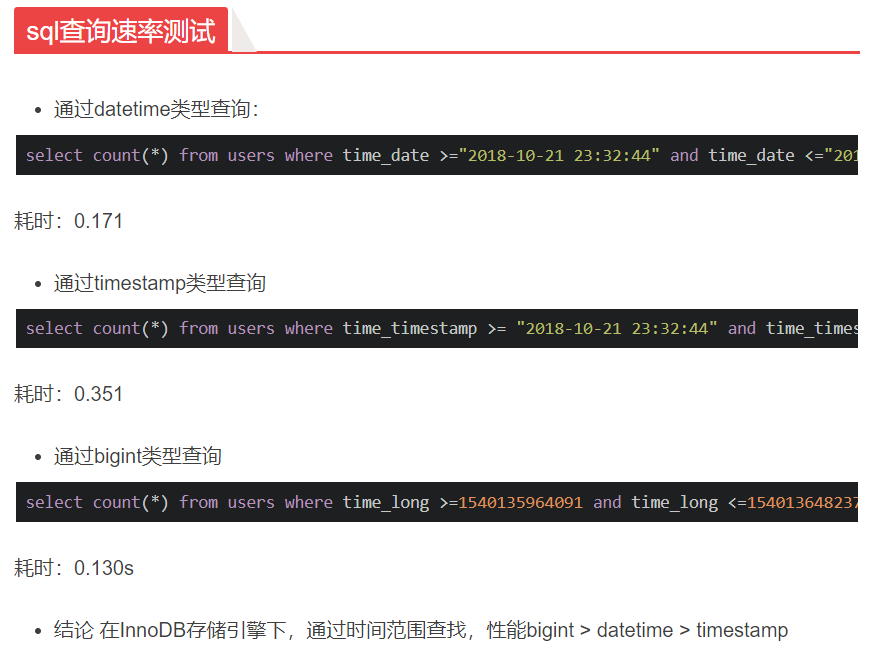 sql查询速率测试
通过datetime类型查询：
select count(*) from users where time_date >="2018-10-21 23:32:44" and time_date <="201
耗时：0.171
通过timestamp类型查询
select count(*) from users where time_timestamp >= "2018-10-21 23:32:44" and time_times
耗时：0.351
通过bigint类型查询
select count(*) from users where time_long >=1540135964091 and time_long <=154013648237
耗时：0.130s
结论 在InnoDB存储引擎下，通过时间范围查找，性能bigint > datetime > timestamp